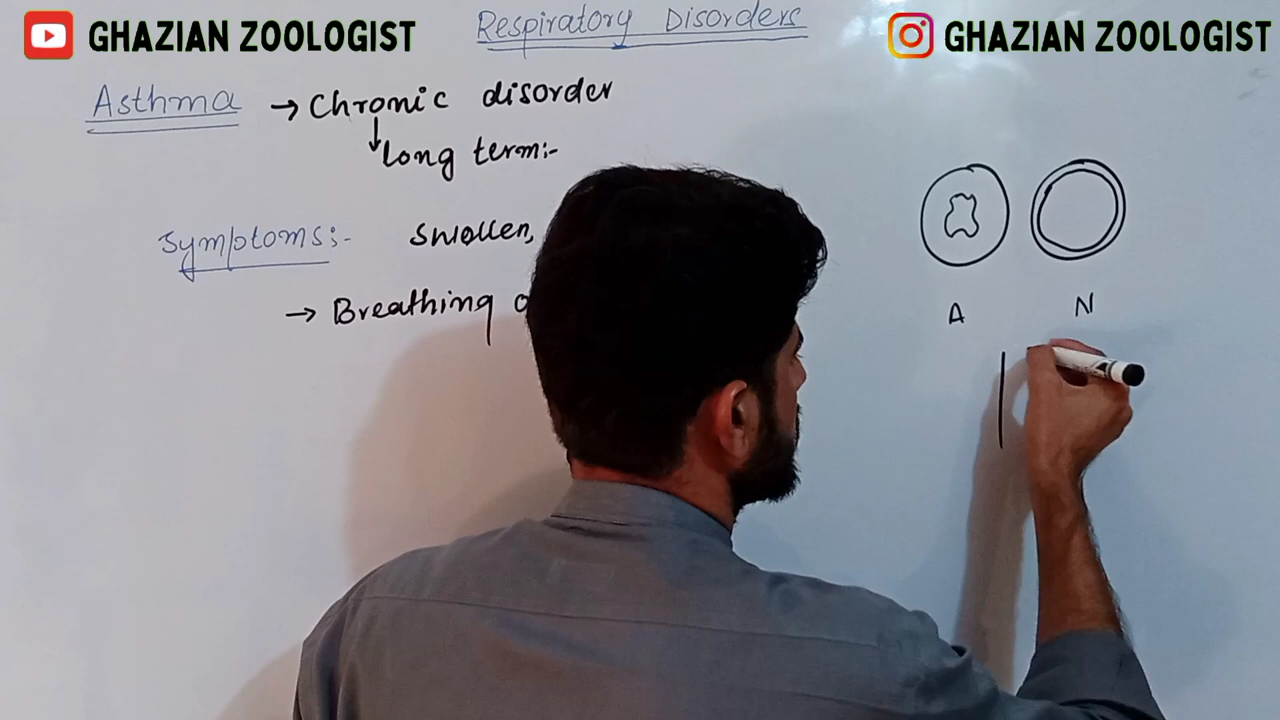 GHAZIAN ZOOLOGIST
Respiratory Disorders
GHAZIAN ZOOLOGIST
Asthma → Chronic disorder
↓ Long term:-
Symptoms:- Swollen,
→ Breathing
A N